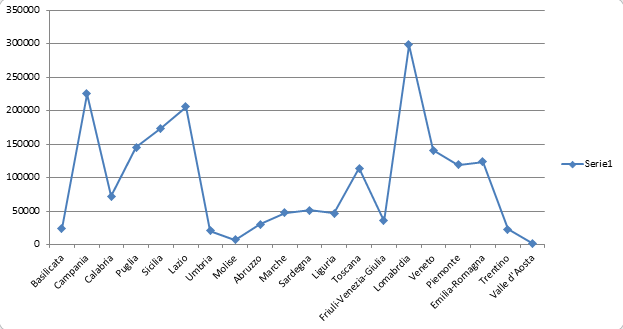 350000
300000
250000
200000
150000
100000
50000
0
Basilicata
Campania
Calabria
Puglia
Sicilia
Lazio
Umbria
Molise
Abruzzo
Marche
Sardegna
Liguria
Toscana
Friuli-Venezia-Giulia
Lomabrdia
Veneto
Piemonte
Emilia-Romagna
Trentino
Valle d'Aosta
Serie1